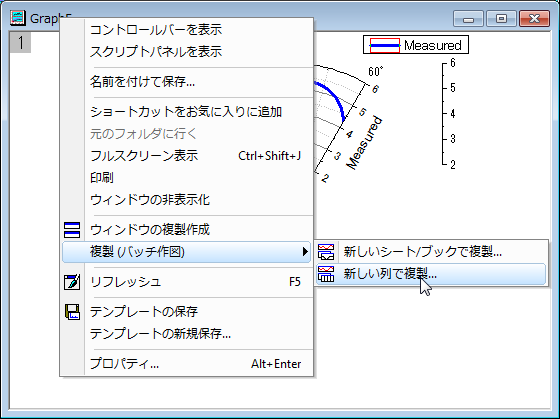 Graph5
1
コントロールバーを表示
スクリプトパネルを表示
名前を付けて保存...
ショートカットをお気に入りに追加
元のフォルダに行く
フルスクリーン表示 Ctrl+Shift+J
印刷
ウィンドウの非表示化
ウィンドウの複製作成
複製 (バッチ作図)
リフレッシュ F5
テンプレートの保存
テンプレートの新規保存...
プロパティ... Alt+Enter
新しいシート/ブックで複製...
新しい列で複製...
Measured
60°
6
5
4
3
2
Measured
6
5
4
3
2